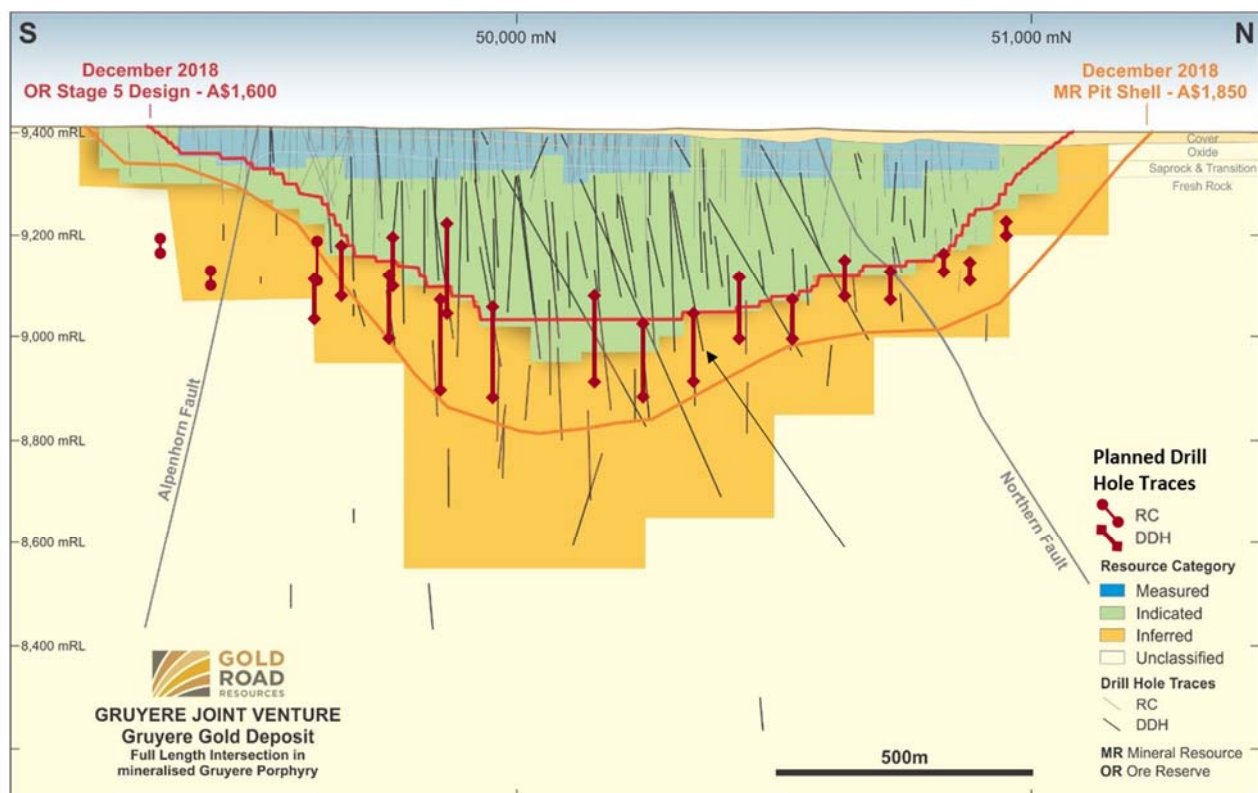 S
50,000 mN
51,000 mN
N
December 2018
OR Stage 5 Design - A$1,600
December 2018
MR Pit Shell - A$1,850
9,400 mRL
Cover
Oxide
Saprock & Transition
Fresh Rock
9,200 mRL
9,000 mRL
8,800 mRL
8,600 mRL
8,400 mRL
Alpenhorn Fault
Northern Fault
Planned Drill
Hole Traces
RC
DDH
Resource Category
Measured
Indicated
Inferred
Unclassified
Drill Hole Traces
RC
DDH
MR Mineral Resource
OR Ore Reserve
GOLD
ROAD
RESOURCES
GRUYERE JOINT VENTURE
Gruyere Gold Deposit
Full Length Intersection in
mineralised Gruyere Porphyry
500m